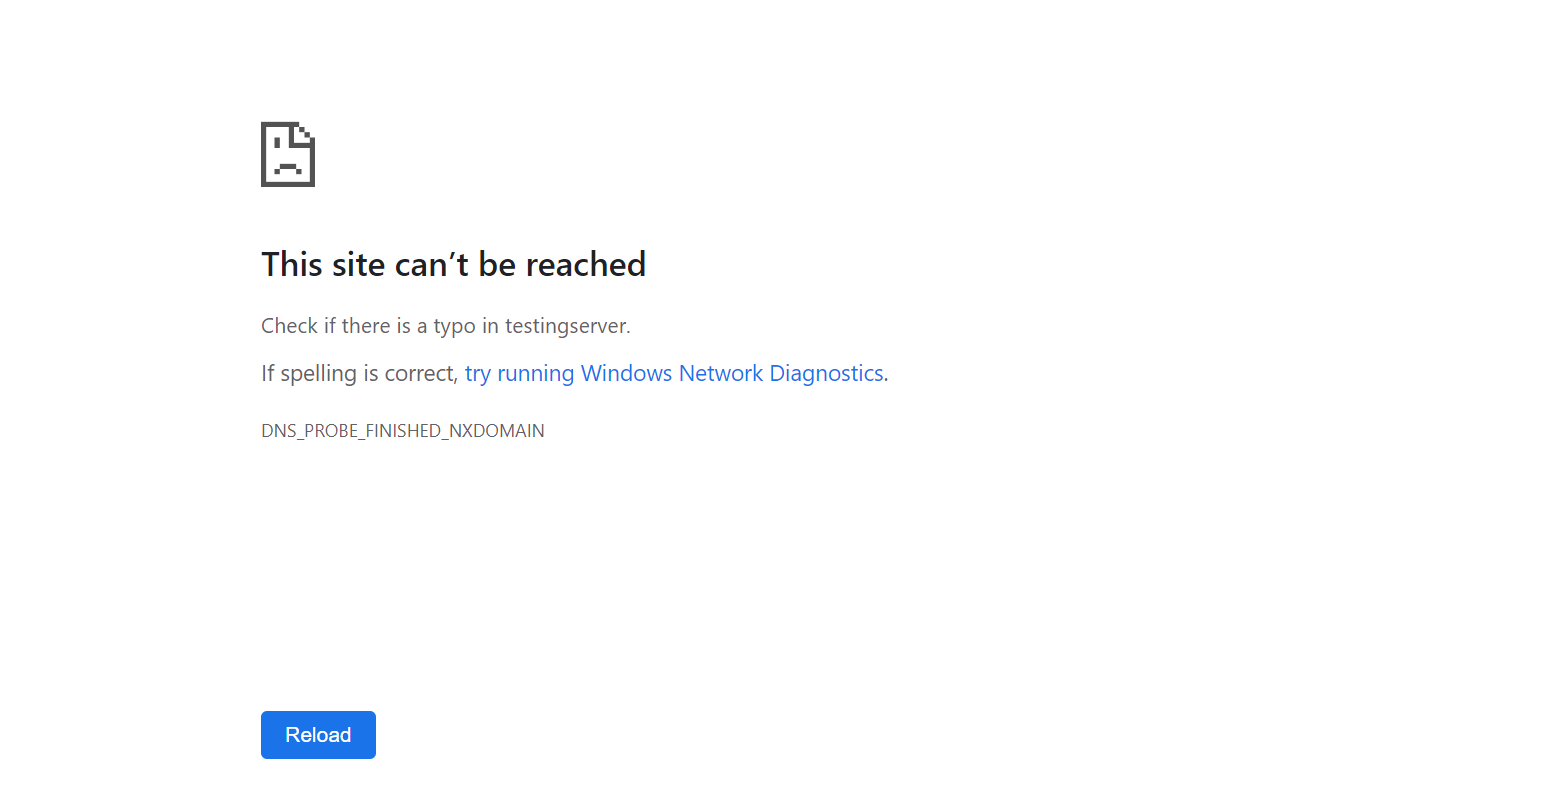 This site can’t be reached
Check if there is a typo in testingserver.
If spelling is correct, try running Windows Network Diagnostics.
DNS_PROBE_FINISHED_NXDOMAIN
Reload